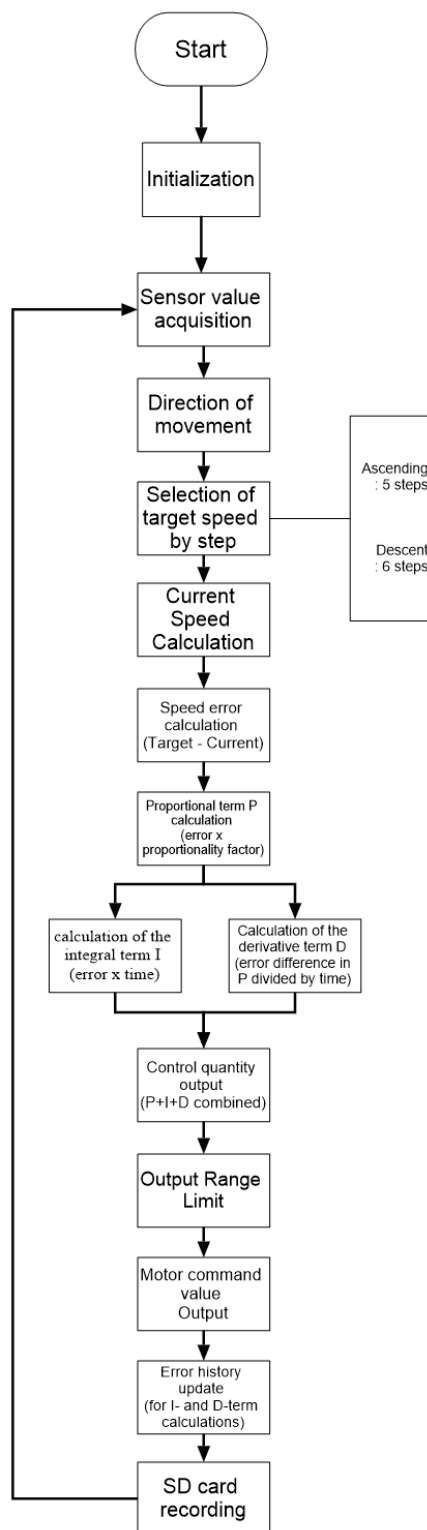 Start
Initialization
Sensor value
acquisition
Direction of
movement
Selection of
target speed
by step
Ascending
: 5 steps
Descent
: 6 steps
Current
Speed
Calculation
Speed error
calculation
(Target - Current)
Proportional term P
calculation
(error x
proportionality factor)
calculation of the
integral term I
(error x time)
Calculation of the
derivative term D
(error difference in
P divided by time)
Control quantity
output
(P+I+D combined)
Output Range
Limit
Motor command
value
Output
Error history
update
(for I- and D-term
calculations)
SD card
recording